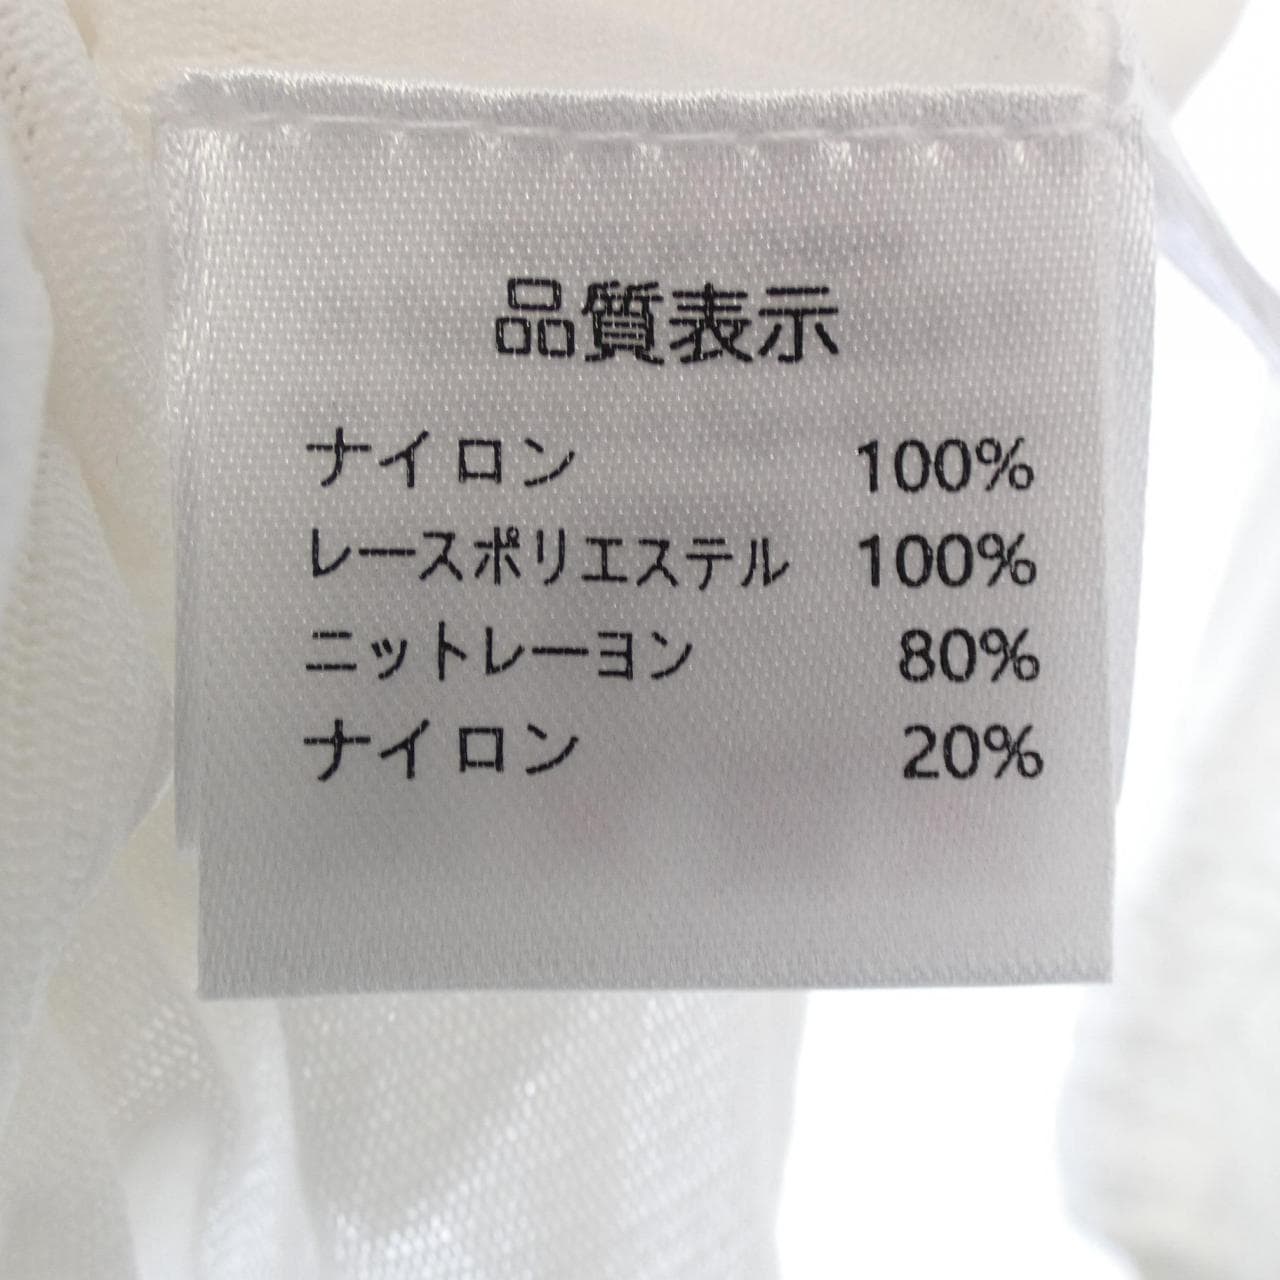 品質表示
ナイロン 100%
レースポリエステル 100%
ニットレーヨン 80%
ナイロン 20%